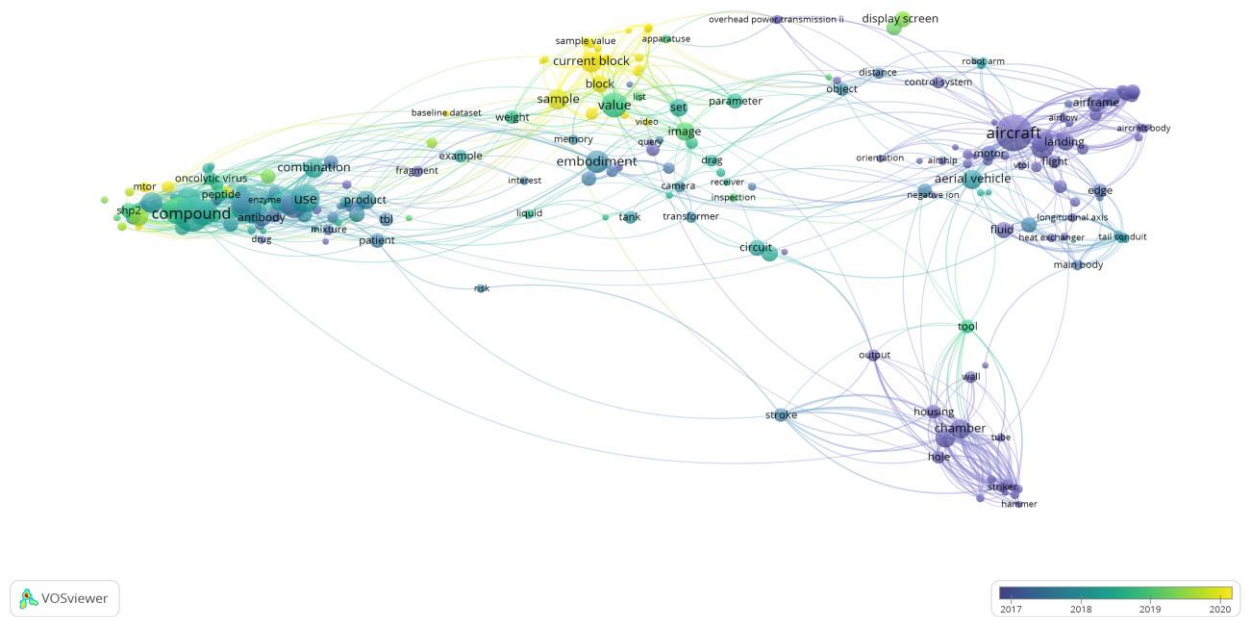 overhead power transmission li
display screen
sample value
apparatuse
current block
block
sample
value
list
set
parameter
object
distance
control system
robot arm
airframe
airflow
aircraft body
aircraft
landing
baseline dataset
weight
video
image
memory
query
embodiment
drag
orientation
airship
motor
vtol
flight
combination
example
fragment
interest
camera
receiver
inspection
aerial vehicle
negative ion
edge
oncolytic virus
mtor
peptide
enzyme
use
product
shp2
compound
antibody
tbl
drug
mixture
patient
liquid
tank
transformer
longitudinal axis
fluid
heat exchanger
tail conduit
circuit
main body
risk
tool
output
wall
stroke
housing
chamber
tube
hole
striker
hammer
VOSviewer
2017 2018 2019 2020